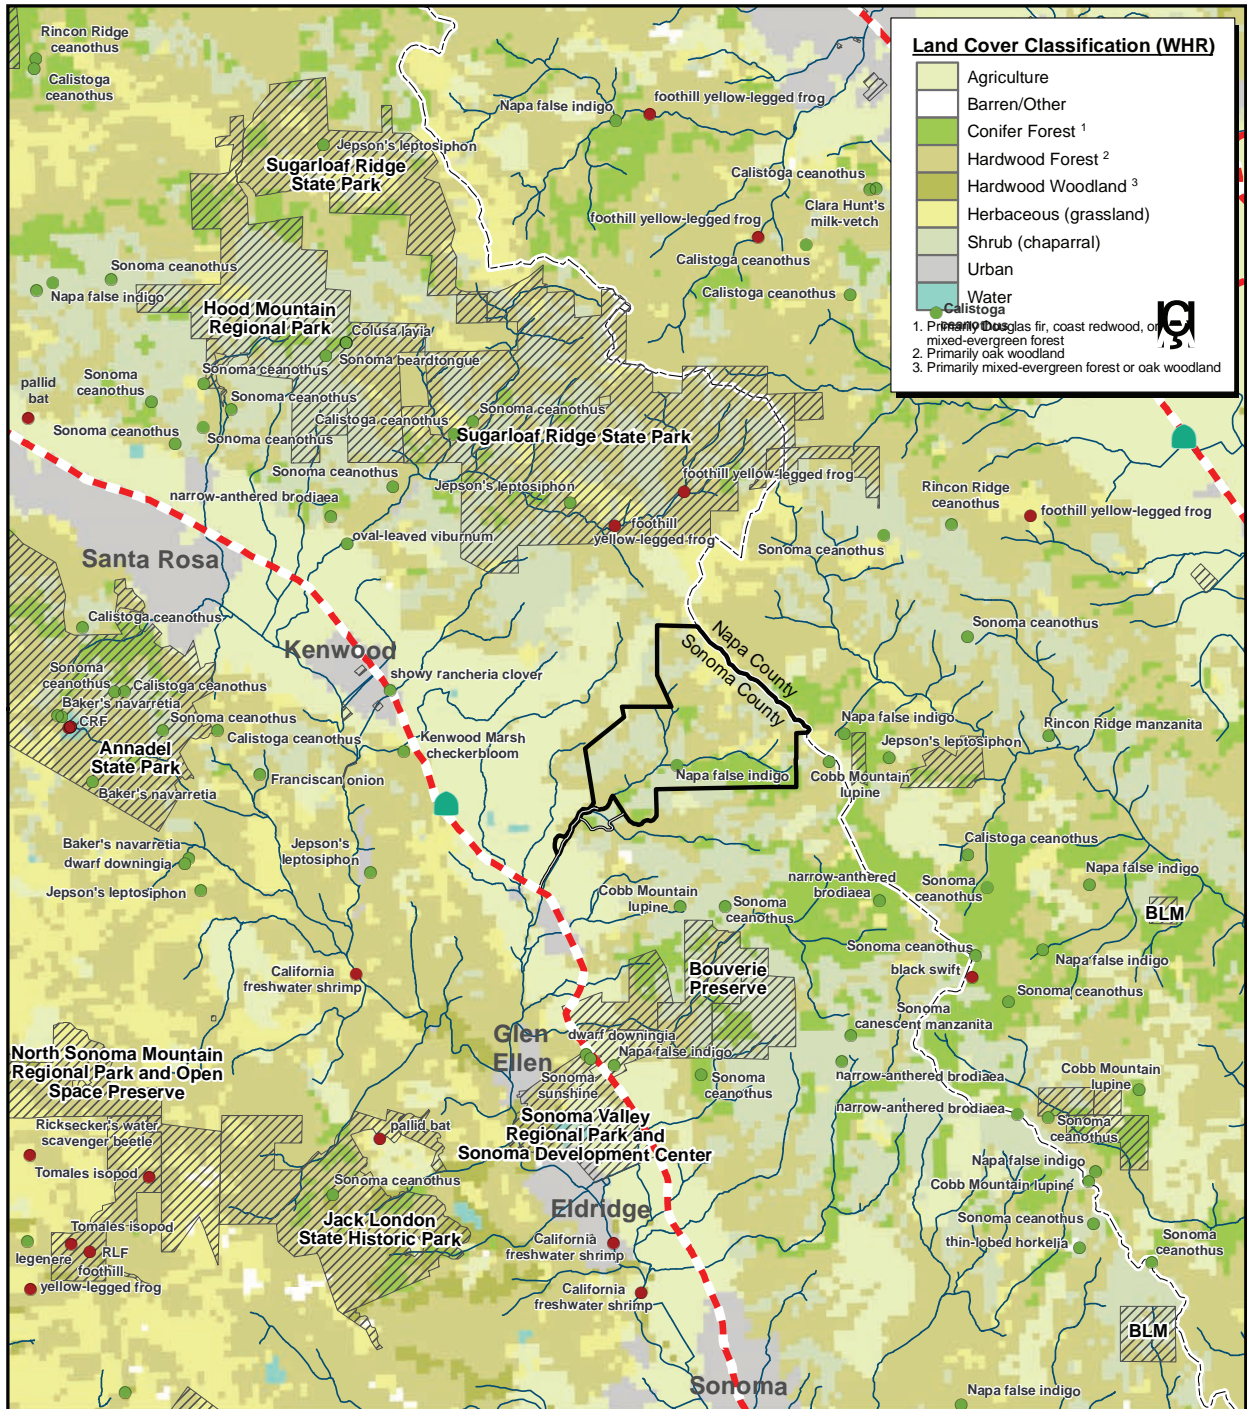 Rincon Ridge
ceanothus
Calistoga
ceanothus
Napa false indigo
foothill yellow-legged frog
Jepson's leptosiphon
Sugarloaf Ridge
State Park
Calistoga ceanothus
Clara Hunt's
milk-vetch
foothill yellow-legged frog
Calistoga ceanothus
Calistoga ceanothus
Land Cover Classification (WHR)
Agriculture
Barren/Other
Conifer Forest 1
Hardwood Forest 2
Hardwood Woodland 3
Herbaceous (grassland)
Shrub (chaparral)
Urban
Water
Calistoga
ceanothus
1. Primarily Douglas fir, coast redwood, or
mixed-evergreen forest
2. Primarily oak woodland
3. Primarily mixed-evergreen forest or oak woodland
Sonoma ceanothus
Napa false indigo
Hood Mountain
Regional Park
Colusa layia
Sonoma beardtongue
Sonoma ceanothus
pallid
bat
Sonoma
ceanothus
Sonoma ceanothus
Calistoga ceanothus
Sonoma ceanothus
Sonoma ceanothus
Sonoma ceanothus
Sugarloaf Ridge State Park
Sonoma ceanothus
foothill yellow-legged frog
Jepson's leptosiphon
narrow-anthered brodiaea
Rincon Ridge
ceanothus
foothill yellow-legged frog
foothill
yellow-legged frog
oval-leaved viburnum
Sonoma ceanothus
Santa Rosa
Calistoga ceanothus
Kenwood
Napa County
Sonoma County
Sonoma ceanothus
Sonoma
ceanothus
Calistoga ceanothus
showy rancheria clover
Baker's navarretia
CRF
Sonoma ceanothus
Calistoga ceanothus
Annadel
State Park
Kenwood Marsh
checkerbloom
Napa false indigo
Rincon Ridge manzanita
Jepson's leptosiphon
Franciscan onion
Napa false indigo
Cobb Mountain
lupine
Baker's navarretia
Baker's navarretia
dwarf downingia
Jepson's
leptosiphon
Calistoga ceanothus
Jepson's leptosiphon
narrow-anthered
brodiaea
Sonoma
ceanothus
Napa false indigo
Cobb Mountain
lupine
Sonoma
ceanothus
BLM
Sonoma ceanothus
Napa false indigo
California
freshwater shrimp
Bouverie
Preserve
black swift
Sonoma ceanothus
Sonoma
canescent manzanita
Glen
Ellen
dwarf downingia
Napa false indigo
North Sonoma Mountain
Regional Park and Open
Space Preserve
Sonoma
sunshine
Sonoma
ceanothus
narrow-anthered brodiaea
Cobb Mountain
lupine
Ricksecker's water
scavenger beetle
pallid bat
Sonoma Valley
Regional Park and
Sonoma Development Center
narrow-anthered brodiaea
Sonoma
ceanothus
Tomales isopod
Sonoma ceanothus
Napa false indigo
Cobb Mountain lupine
Jack London
State Historic Park
Eldridge
Sonoma ceanothus
thin-lobed horkelia
Sonoma
ceanothus
Tomales isopod
legenere
RLF
foothill
yellow-legged frog
California
freshwater shrimp
California
freshwater shrimp
BLM
Sonoma
Napa false indigo